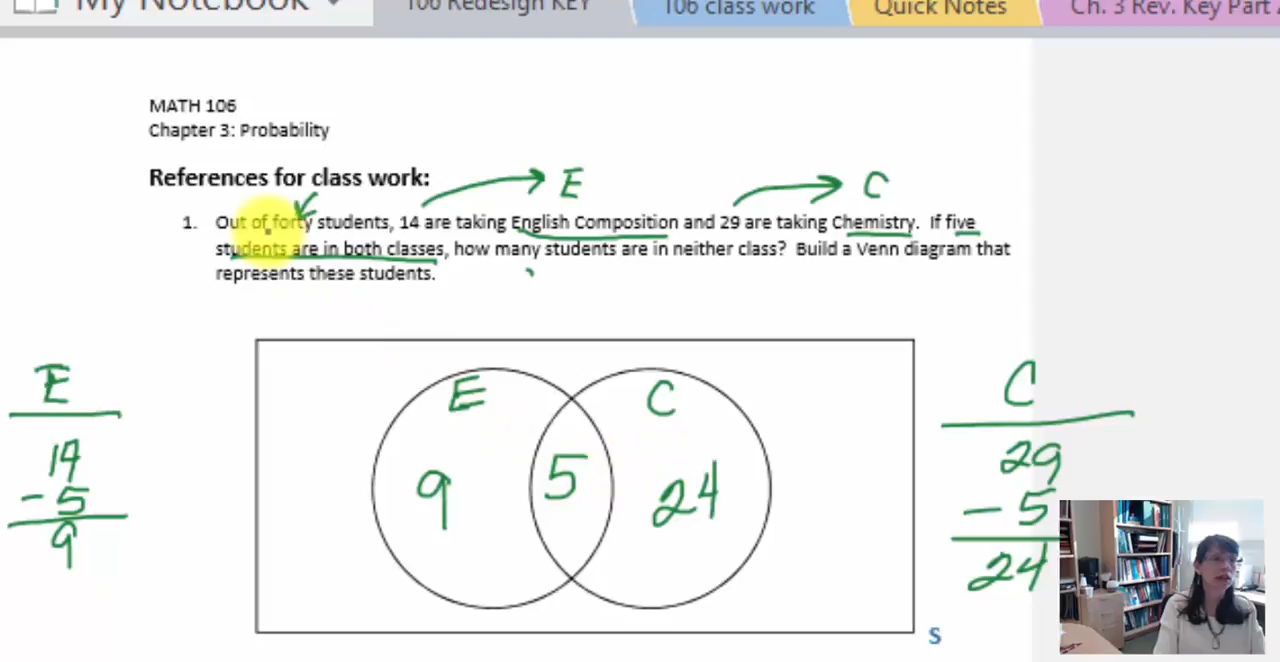 My Notebook
106 Redesign KEY
106 class work
Quick Notes
Ch. 3 Rev. Key Part
MATH 106
Chapter 3: Probability
References for class work:
E
C
1. Out of forty students, 14 are taking English Composition and 29 are taking Chemistry. If five
students are in both classes, how many students are in neither class? Build a Venn diagram that
represents these students.
E
14
- 5
9
E
C
9
5
24
S
C
29
- 5
24